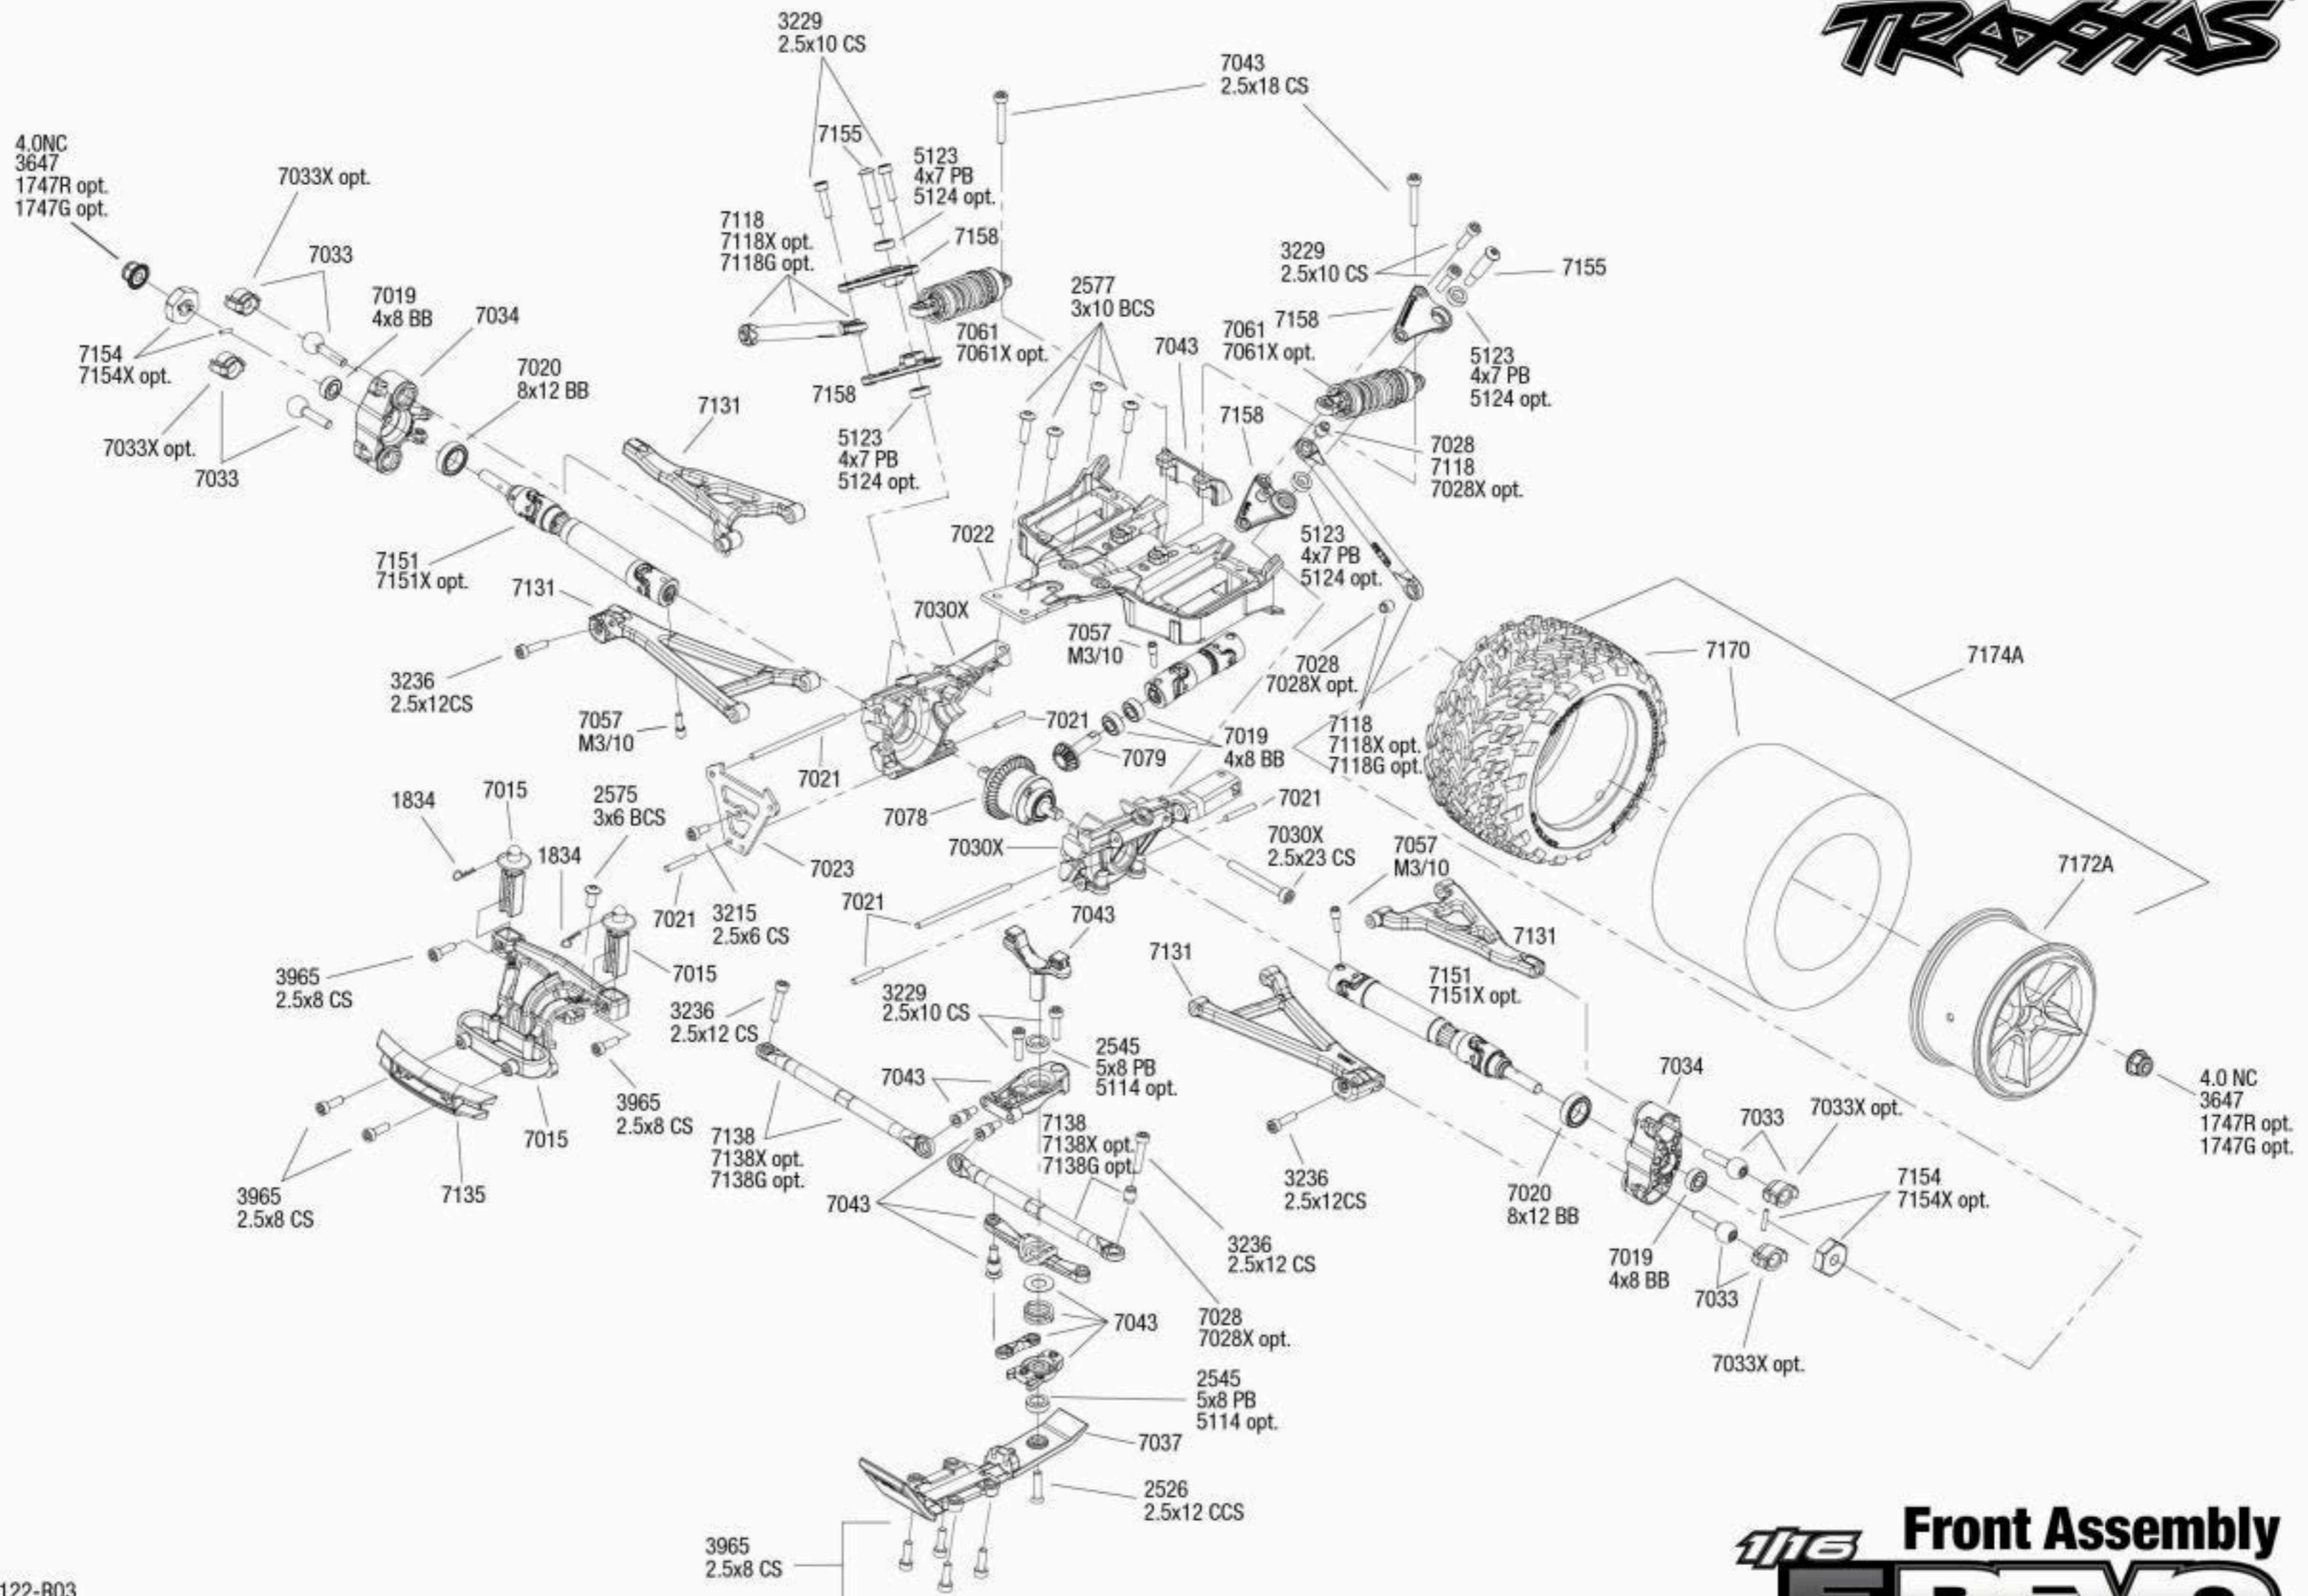 TRAXXAS
3229
2.5x10 CS
7043
2.5x18 CS
4.0NC
3647
1747R opt.
1747G opt.
7033X opt.
7033
7019
4x8 BB
7034
7154
7154X opt.
7020
8x12 BB
7033X opt.
7033
7155
5123
4x7 PB
5124 opt.
7118
7118X opt.
7118G opt.
7158
7061
7061X opt.
7158
5123
4x7 PB
5124 opt.
2577
3x10 BCS
7043
3229
2.5x10 CS
7155
7158
7061
7061X opt.
5123
4x7 PB
5124 opt.
7158
7028
7118
7028X opt.
5123
4x7 PB
5124 opt.
7131
7151
7151X opt.
7131
3236
2.5x12CS
7057
M3/10
7022
7030X
7057
M3/10
7028
7028X opt.
7118
7118X opt.
7118G opt.
7170
7174A
7021
7021
7019
4x8 BB
7079
7078
7030X
7021
7030X
2.5x23 CS
7057
M3/10
7172A
1834
7015
2575
3x6 BCS
1834
7023
7021
3215
2.5x6 CS
7021
7043
3965
2.5x8 CS
7015
3236
2.5x12 CS
3229
2.5x10 CS
7131
7131
7151
7151X opt.
2545
5x8 PB
5114 opt.
7043
7034
7033
7033X opt.
4.0 NC
3647
1747R opt.
1747G opt.
3965
2.5x8 CS
7015
7135
3965
2.5x8 CS
7138
7138X opt.
7138G opt.
7138
7138X opt.
7138G opt.
7043
3236
2.5x12CS
7020
8x12 BB
7154
7154X opt.
3236
2.5x12 CS
7019
4x8 BB
7033
7033X opt.
7028
7028X opt.
7043
2545
5x8 PB
5114 opt.
7037
2526
2.5x12 CCS
3965
2.5x8 CS
122-R03
Front Assembly
1/16